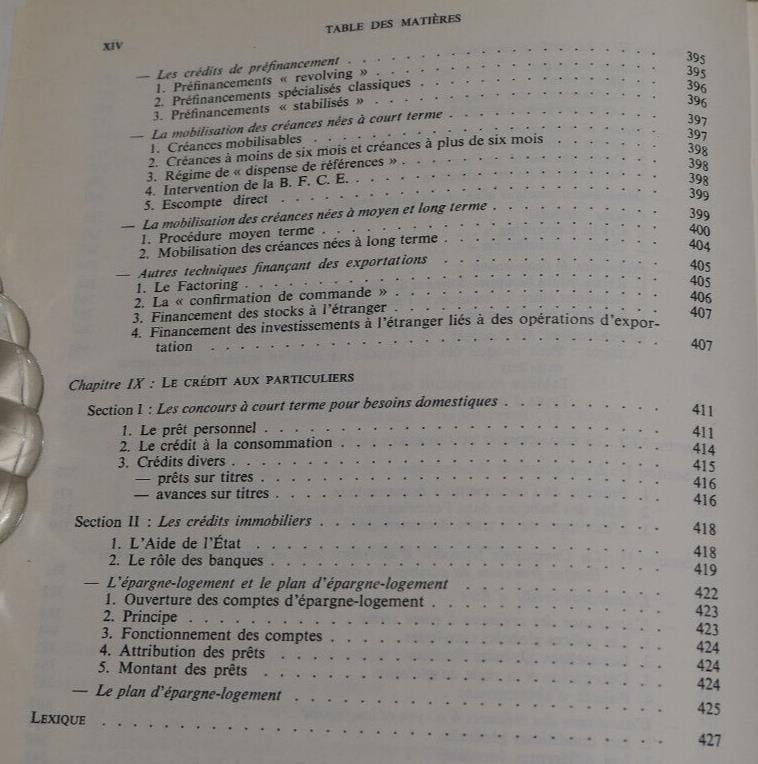 XIV
TABLE DES MATIÈRES
— Les crédits de préfinancement . . . . . . . . . . 395
1. Préfinancements « revolving » . . . . . . . . . . 395
2. Préfinancements spécialisés classiques . . . . . . . . . . 396
3. Préfinancements « stabilisés » . . . . . . . . . . 396
— La mobilisation des créances nées à court terme . . . . . . . . . . 397
1. Créances mobilisables . . . . . . . . . . 397
2. Créances à moins de six mois et créances à plus de six mois . . . . . 398
3. Régime de « dispense de références » . . . . . . . . . . 398
4. Intervention de la B. F. C. E. . . . . . . . . . . 398
5. Escompte direct . . . . . . . . . . 399
— La mobilisation des créances nées à moyen et long terme . . . . . . . . . . 399
1. Procédure moyen terme . . . . . . . . . . 400
2. Mobilisation des créances nées à long terme . . . . . . . . . . 404
— Autres techniques finançant des exportations . . . . . . . . . . 405
1. Le Factoring . . . . . . . . . . 405
2. La « confirmation de commande » . . . . . . . . . . 406
3. Financement des stocks à l'étranger . . . . . . . . . . 407
4. Financement des investissements à l'étranger liés à des opérations d'expor-
tation . . . . . . . . . . 407
Chapitre IX : LE CRÉDIT AUX PARTICULIERS
Section I : Les concours à court terme pour besoins domestiques . . . . . . . . . . 411
1. Le prêt personnel . . . . . . . . . . 411
2. Le crédit à la consommation . . . . . . . . . . 414
3. Crédits divers . . . . . . . . . . 415
— prêts sur titres . . . . . . . . . . 416
— avances sur titres . . . . . . . . . . 416
Section II : Les crédits immobiliers . . . . . . . . . . 418
1. L'Aide de l'État . . . . . . . . . . 418
2. Le rôle des banques . . . . . . . . . . 419
— L'épargne-logement et le plan d'épargne-logement . . . . . . . . . . 422
1. Ouverture des comptes d'épargne-logement . . . . . . . . . . 423
2. Principe . . . . . . . . . . 423
3. Fonctionnement des comptes . . . . . . . . . . 424
4. Attribution des prêts . . . . . . . . . . 424
5. Montant des prêts . . . . . . . . . . 424
— Le plan d'épargne-logement . . . . . . . . . . 425
LEXIQUE . . . . . . . . . . 427